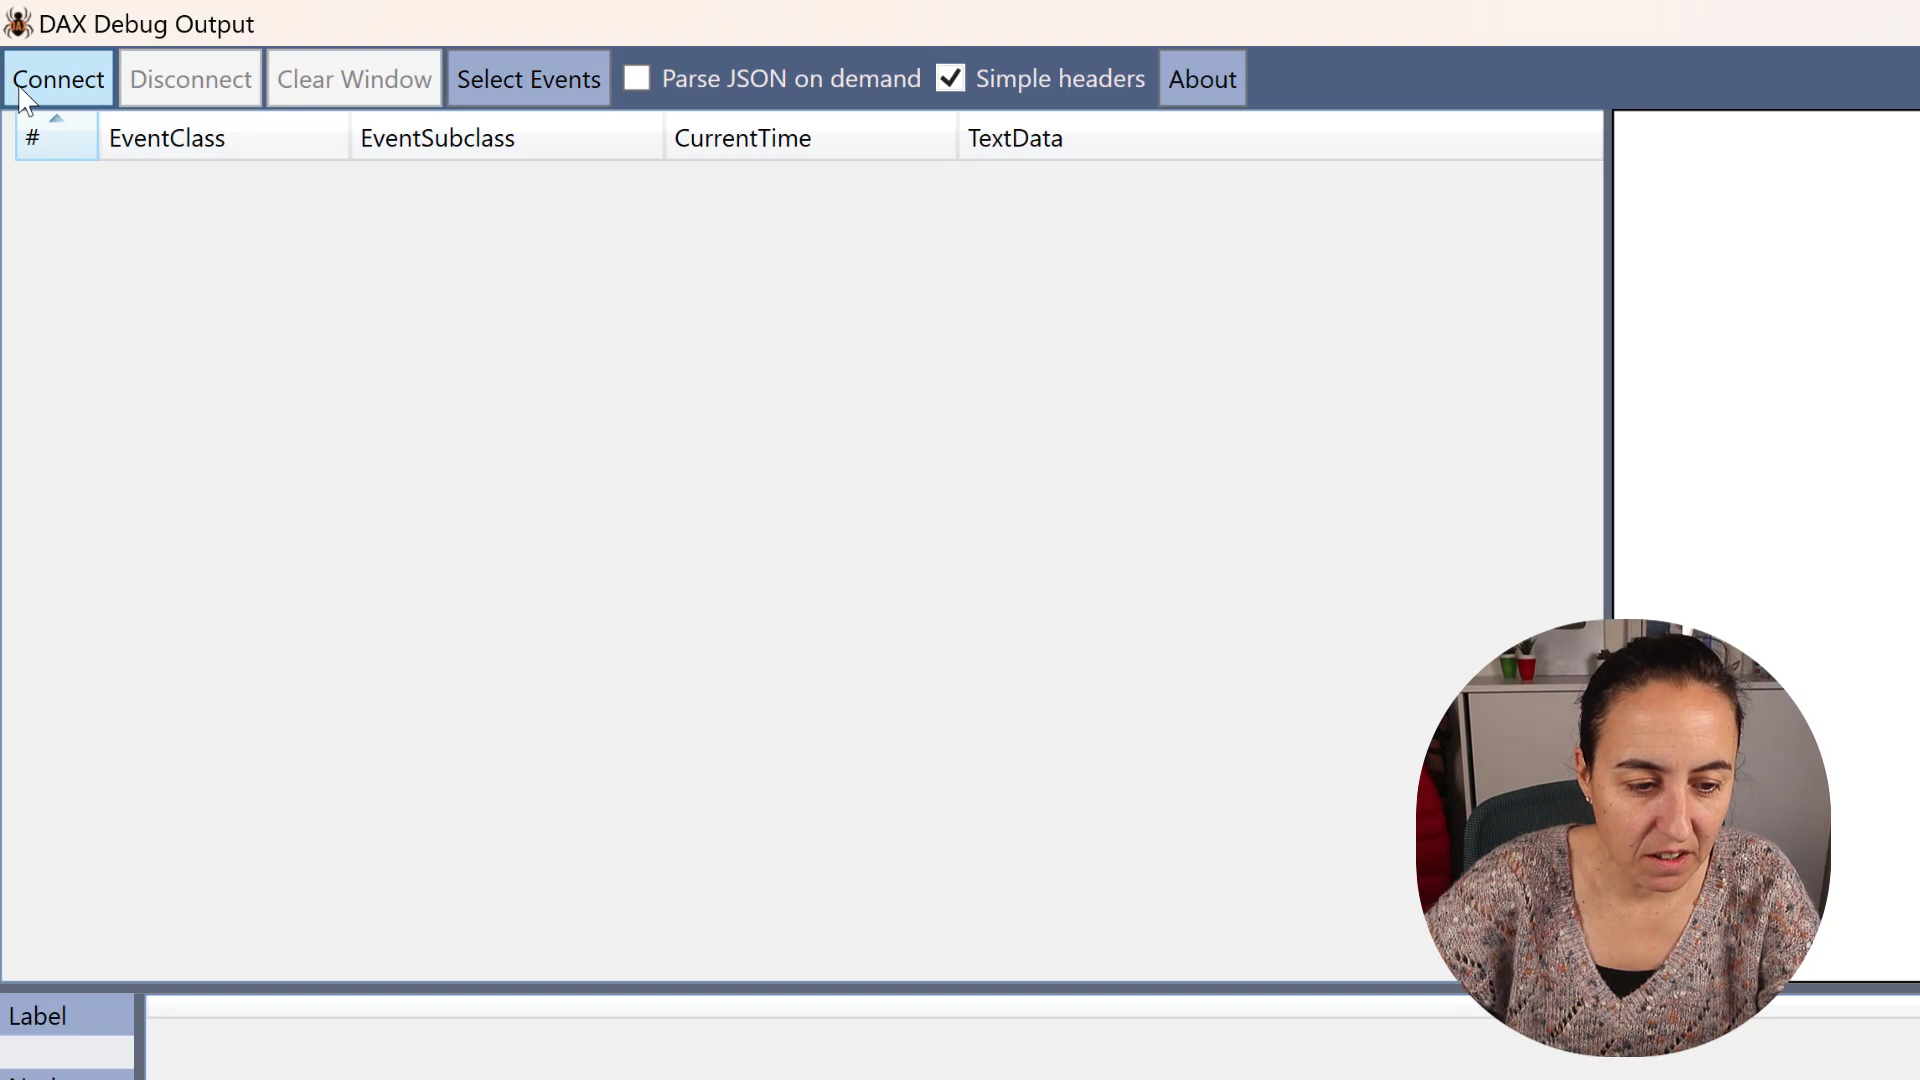 DAX Debug Output
Connect Disconnect Clear Window Select Events Parse JSON on demand Simple headers About
# EventClass EventSubclass CurrentTime TextData
Label